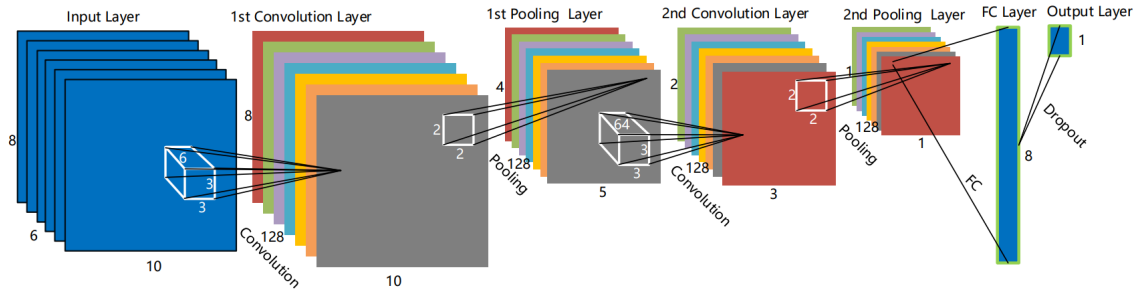 Input Layer
1st Convolution Layer
1st Pooling Layer
2nd Convolution Layer
2nd Pooling Layer
FC Layer
Output Layer
8
6
10
6
3
3
8
128
10
Convolution
2
2
Pooling
4
128
5
64
3
3
Convolution
2
128
3
2
2
Pooling
1
128
1
FC
8
Dropout
1